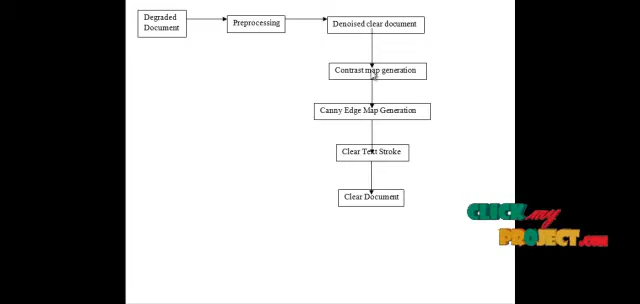 Degraded
Document
Preprocessing
Denoised clear document
Contrast map generation
Canny Edge Map Generation
Clear Text Stroke
Clear Document
CLICK my
PROJECT.com